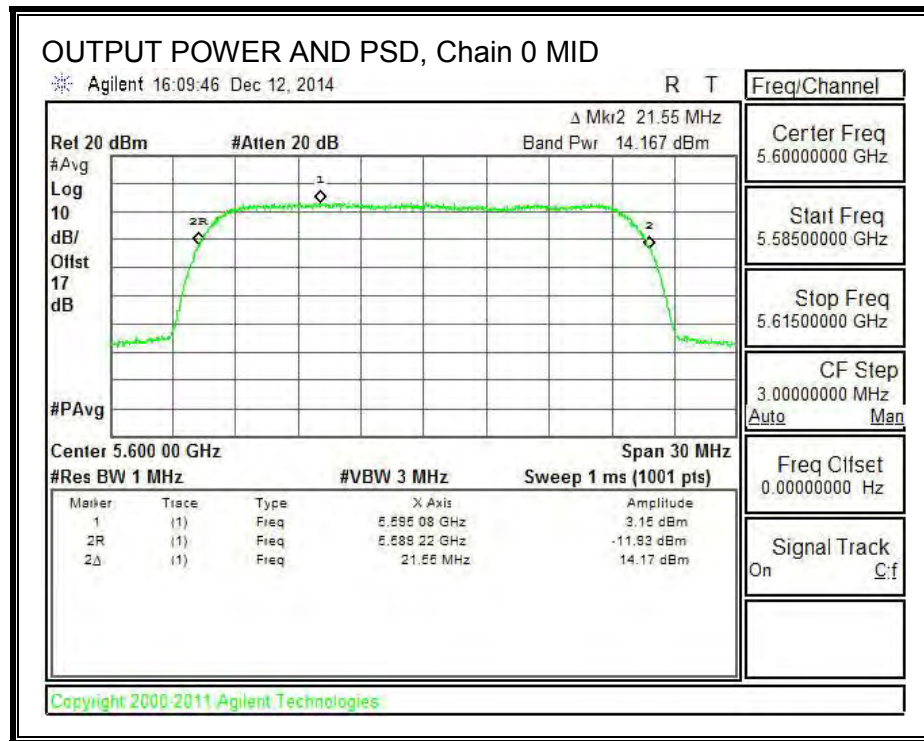 OUTPUT POWER AND PSD, Chain 0 MID
Agilent 16:09:46 Dec 12, 2014 R T
Freq/Channel
Δ Mkr2 21.55 MHz
Ref 20 dBm #Atten 20 dB Band Pwr 14.167 dBm
#Avg
Log
10
dB/
Offst
17
dB
#PAvg
1
2R
2
Center 5.600 00 GHz Span 30 MHz
#Res BW 1 MHz #VBW 3 MHz Sweep 1 ms (1001 pts)
Marker Trace Type X Axis Amplitude
1 (1) Freq 5.595 08 GHz 3.15 dBm
2R (1) Freq 5.589 22 GHz -11.93 dBm
2Δ (1) Freq 21.55 MHz 14.17 dBm
Center Freq
5.60000000 GHz
Start Freq
5.58500000 GHz
Stop Freq
5.61500000 GHz
CF Step
3.00000000 MHz
Auto Man
Freq Offset
0.00000000 Hz
Signal Track
On Off
Copyright 2000-2011 Agilent Technologies